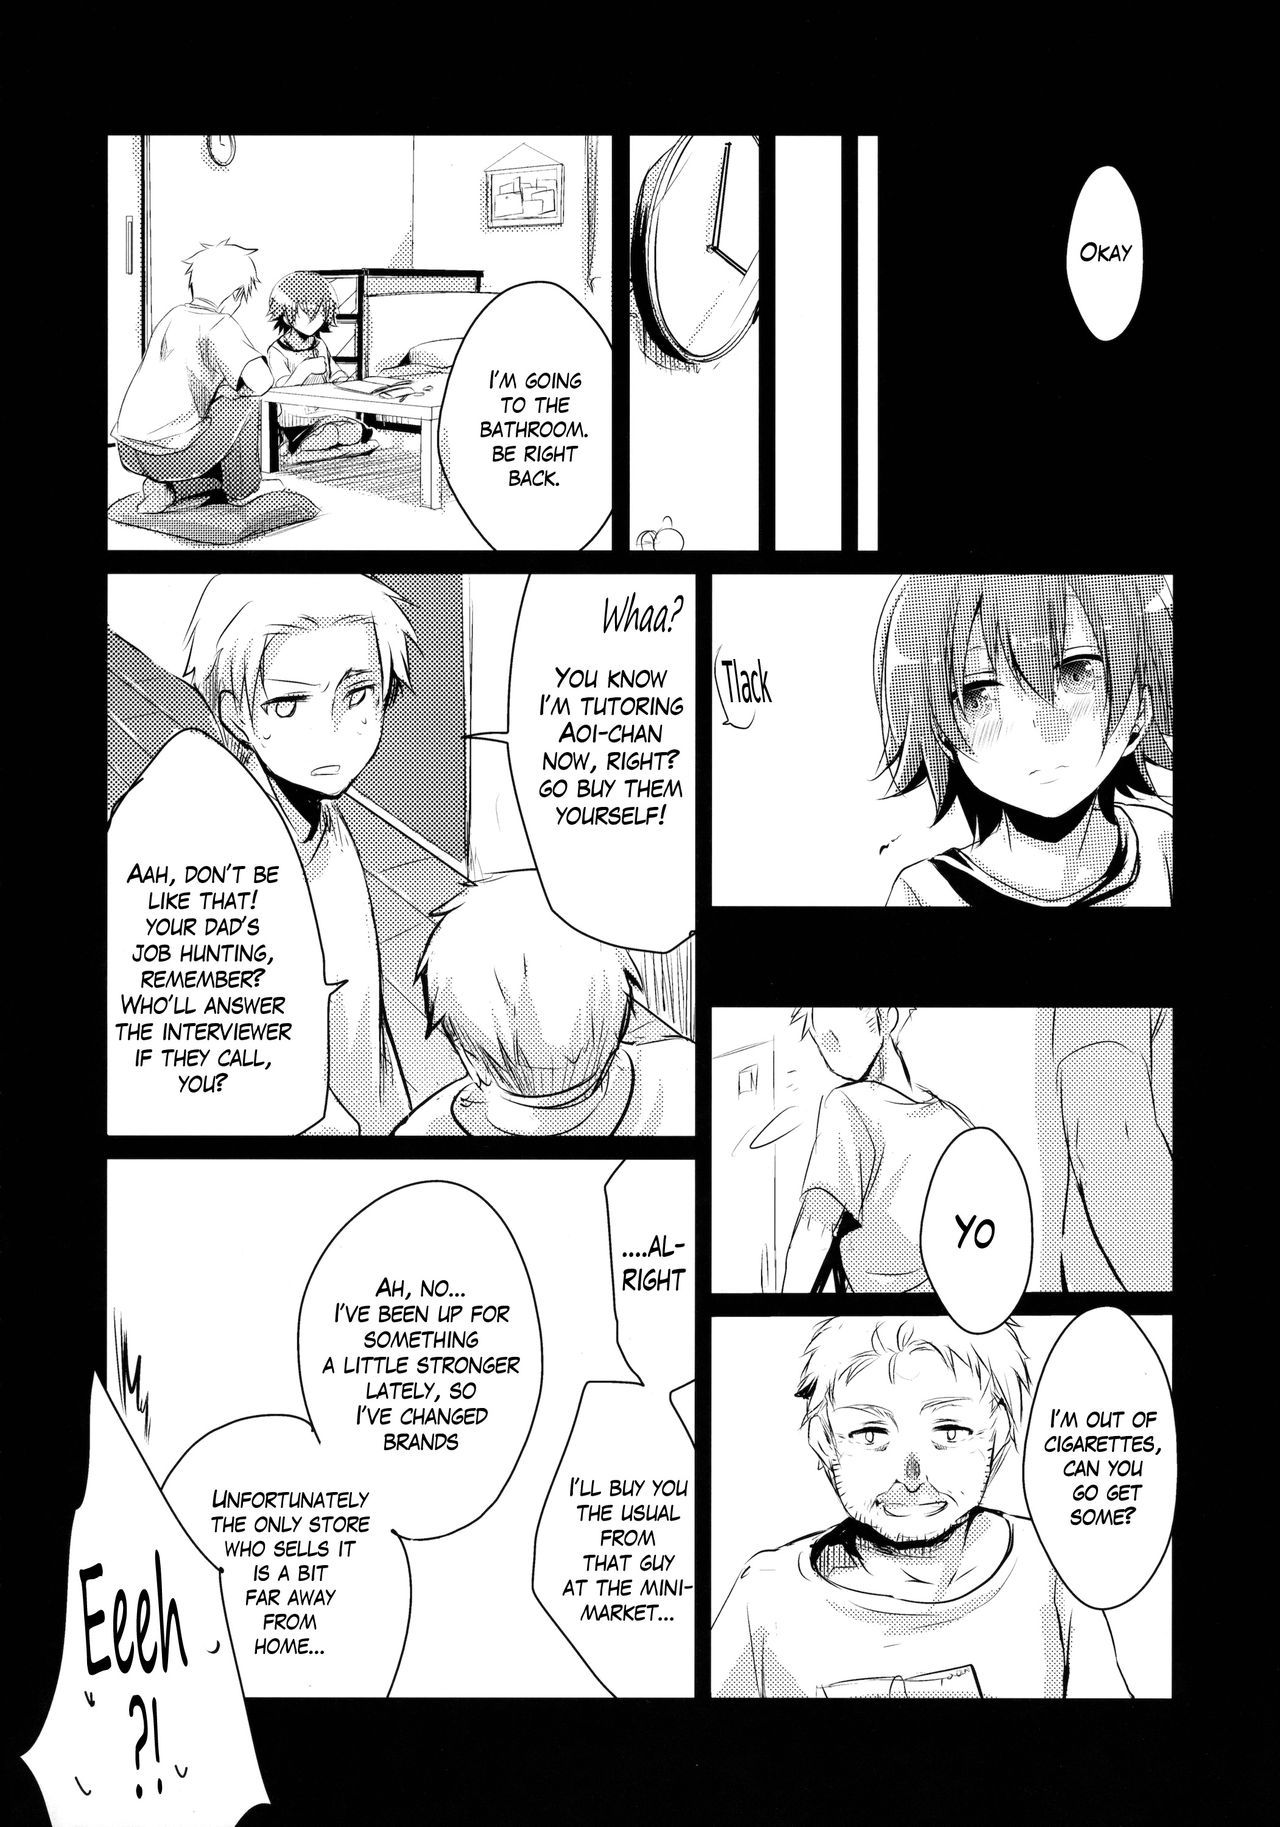 Okay
I'm going
to the
bathroom.
Be right
back.
Tlack
Yo
I'm out of
cigarettes,
can you
go get
some?
Whaa?
You know
I'm tutoring
Aoi-chan
now, right?
Go buy them
yourself!
Aah, don't be
like that!
Your dad's
job hunting,
remember?
Who'll answer
the interviewer
if they call,
you?
....Al-
right
I'll buy you
the usual
from
that guy
at the mini-
market...
Ah, no...
I've been up for
something
a little stronger
lately, so
I've changed
brands
Unfortunately
the only store
who sells it
is a bit
far away
from
home...
Eeeh
?!